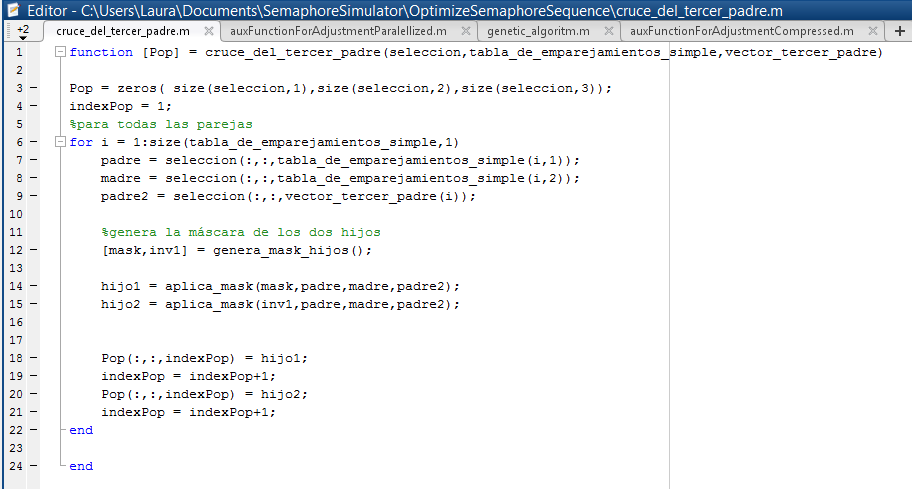 Editor - C:\Users\Laura\Documents\SemaphoreSimulator\OptimizeSemaphoreSequence\cruce_del_tercer_padre.m
+2 cruce_del_tercer_padre.m auxFunctionForAdjustmentParalellized.m genetic_algoritm.m auxFunctionForAdjustmentCompressed.m +
1 function [Pop] = cruce_del_tercer_padre(seleccion,tabla_de_emparejamientos_simple,vector_tercer_padre)
2
3 Pop = zeros( size(seleccion,1),size(seleccion,2),size(seleccion,3));
4 indexPop = 1;
5 %para todas las parejas
6 for i = 1:size(tabla_de_emparejamientos_simple,1)
7 padre = seleccion(:,:,tabla_de_emparejamientos_simple(i,1));
8 madre = seleccion(:,:,tabla_de_emparejamientos_simple(i,2));
9 padre2 = seleccion(:,:,vector_tercer_padre(i));
10
11 %genera la máscara de los dos hijos
12 [mask,inv1] = genera_mask_hijos();
13
14 hijo1 = aplica_mask(mask,padre,madre,padre2);
15 hijo2 = aplica_mask(inv1,padre,madre,padre2);
16
17
18 Pop(:,:,indexPop) = hijo1;
19 indexPop = indexPop+1;
20 Pop(:,:,indexPop) = hijo2;
21 indexPop = indexPop+1;
22 end
23
24 end